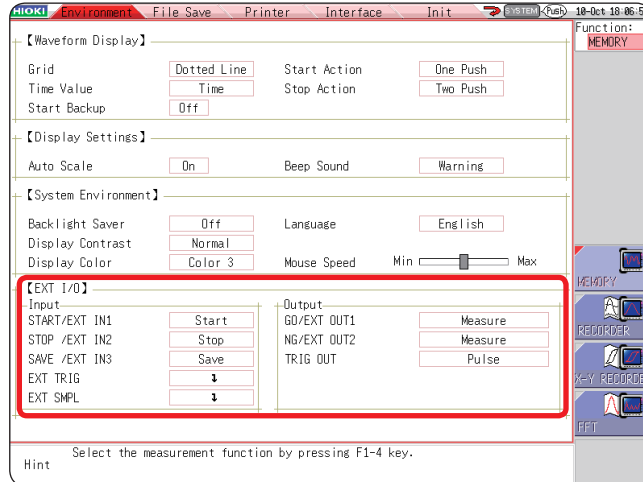 HIOKI Environment File Save Printer Interface Init SYSTEM Push 10-Oct 18:06:5
Function:
MEMORY
【Waveform Display】
Grid Dotted Line Start Action One Push
Time Value Time Stop Action Two Push
Start Backup Off
【Display Settings】
Auto Scale On Beep Sound Warning
【System Environment】
Backlight Saver Off Language English
Display Contrast Normal
Display Color Color 3 Mouse Speed Min Max
【EXT I/O】
Input Output
START/EXT IN1 Start GO/EXT OUT1 Measure
STOP /EXT IN2 Stop NG/EXT OUT2 Measure
SAVE /EXT IN3 Save TRIG OUT Pulse
EXT TRIG ↴
EXT SMPL ↴
MEMORY
RECORDER
X-Y RECORDE
FFT
Select the measurement function by pressing F1-4 key.
Hint